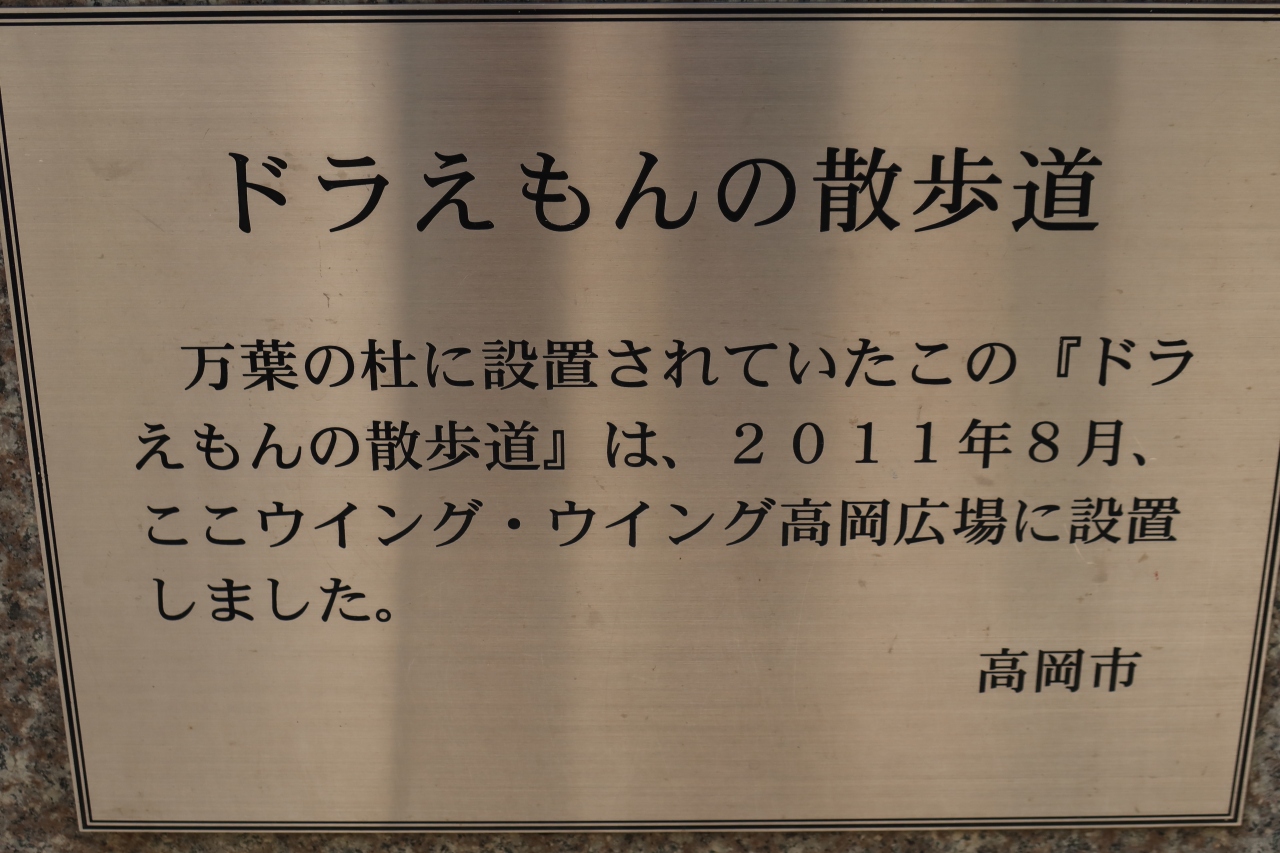 ドラえもんの散歩道
万葉の杜に設置されていたこの『ドラ
えもんの散歩道』は、２０１１年８月、
ここウイング・ウイング高岡広場に設置
しました。
高岡市